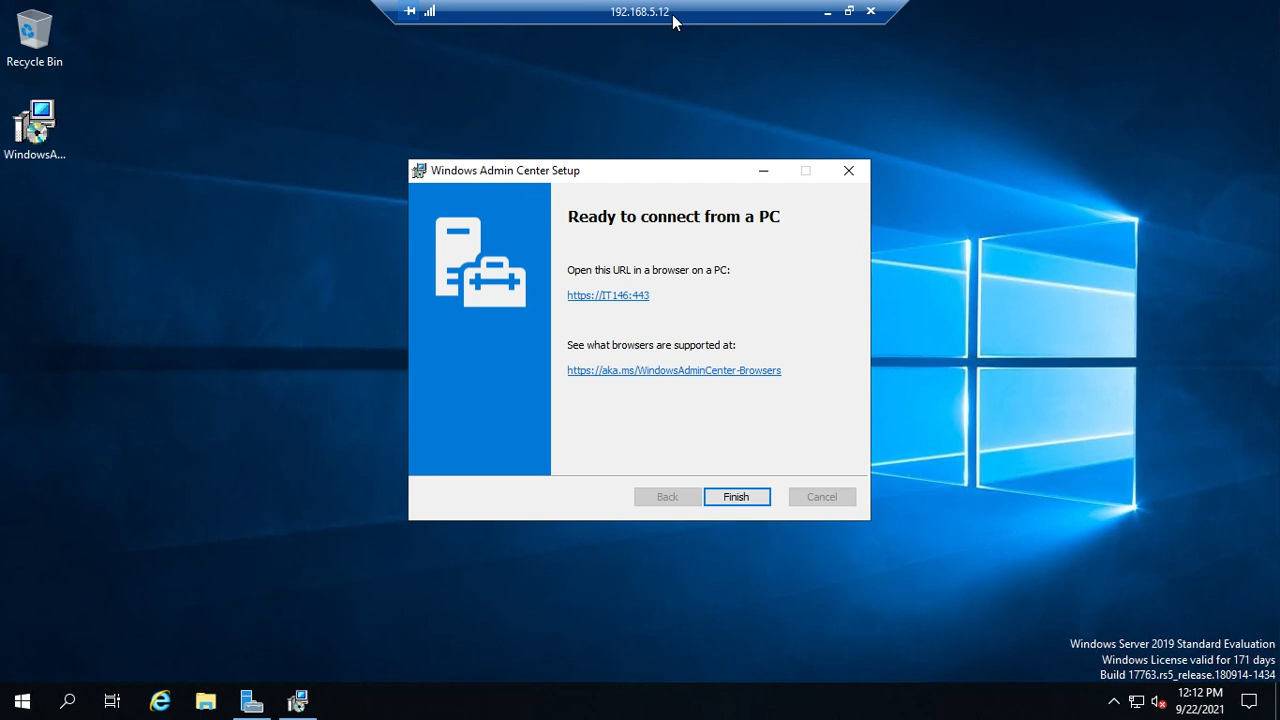 192.168.5.12
Recycle Bin
WindowsA...
Windows Admin Center Setup
Ready to connect from a PC
Open this URL in a browser on a PC:
https://IT146:443
See what browsers are supported at:
https://aka.ms/WindowsAdminCenter-Browsers
Back
Finish
Cancel
Windows Server 2019 Standard Evaluation
Windows License valid for 171 days
Build 17763.rs5_release.180914-1434
12:12 PM
9/22/2021